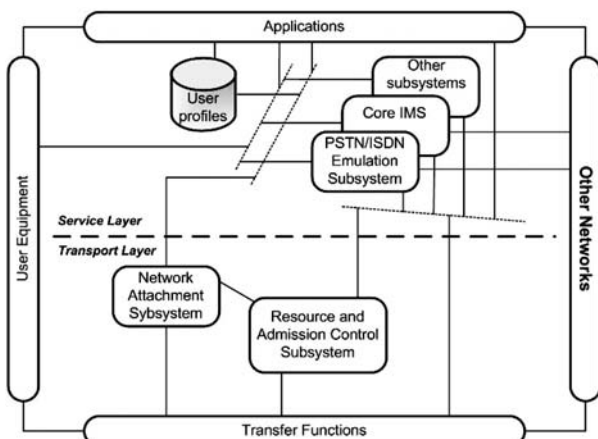 Applications
Other
subsystems
User
profiles
Core IMS
PSTN/ISDN
Emulation
Subsystem
User Equipment
Other Networks
Service Layer
Transport Layer
Network
Attachment
Sybsystem
Resource and
Admission Control
Subsystem
Transfer Functions